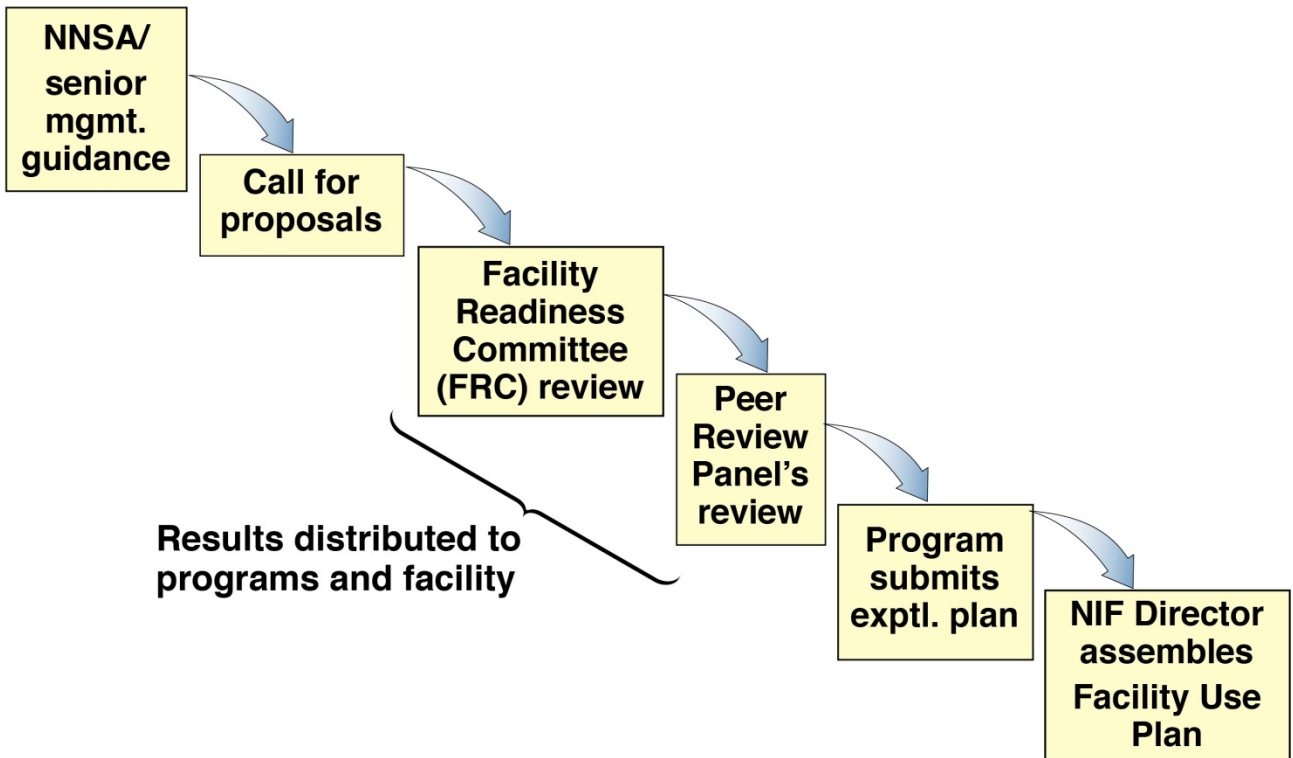 NNSA/
senior
mgmt.
guidance
Call for
proposals
Facility
Readiness
Committee
(FRC) review
Peer
Review
Panel’s
review
Results distributed to
programs and facility
Program
submits
exptl. plan
NIF Director
assembles
Facility Use
Plan